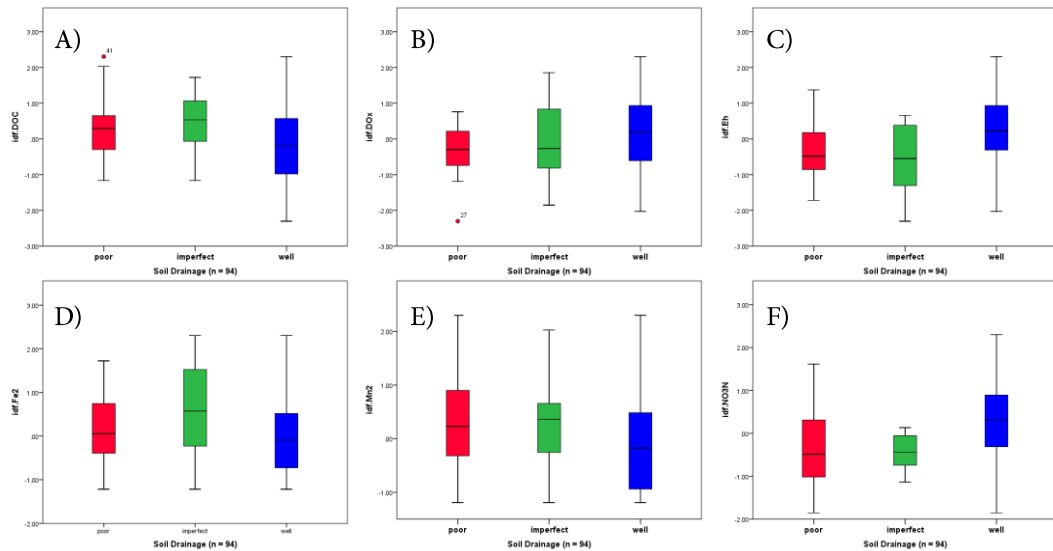 A)
idf.DOC
3.00
2.00
1.00
.00
-1.00
-2.00
-3.00
41
poor imperfect well
Soil Drainage (n = 94)
B)
idf.DOx
3.00
2.00
1.00
.00
-1.00
-2.00
-3.00
27
poor imperfect well
Soil Drainage (n = 94)
C)
idf.Eh
3.00
2.00
1.00
.00
-1.00
-2.00
-3.00
poor imperfect well
Soil Drainage (n = 94)
D)
idf.Fe2
3.00
2.00
1.00
.00
-1.00
-2.00
poor imperfect well
Soil Drainage (n = 94)
E)
idf.Mn2
2.00
1.00
.00
-1.00
poor imperfect well
Soil Drainage (n = 94)
F)
idf.NO3N
3.00
2.00
1.00
.00
-1.00
-2.00
poor imperfect well
Soil Drainage (n = 94)